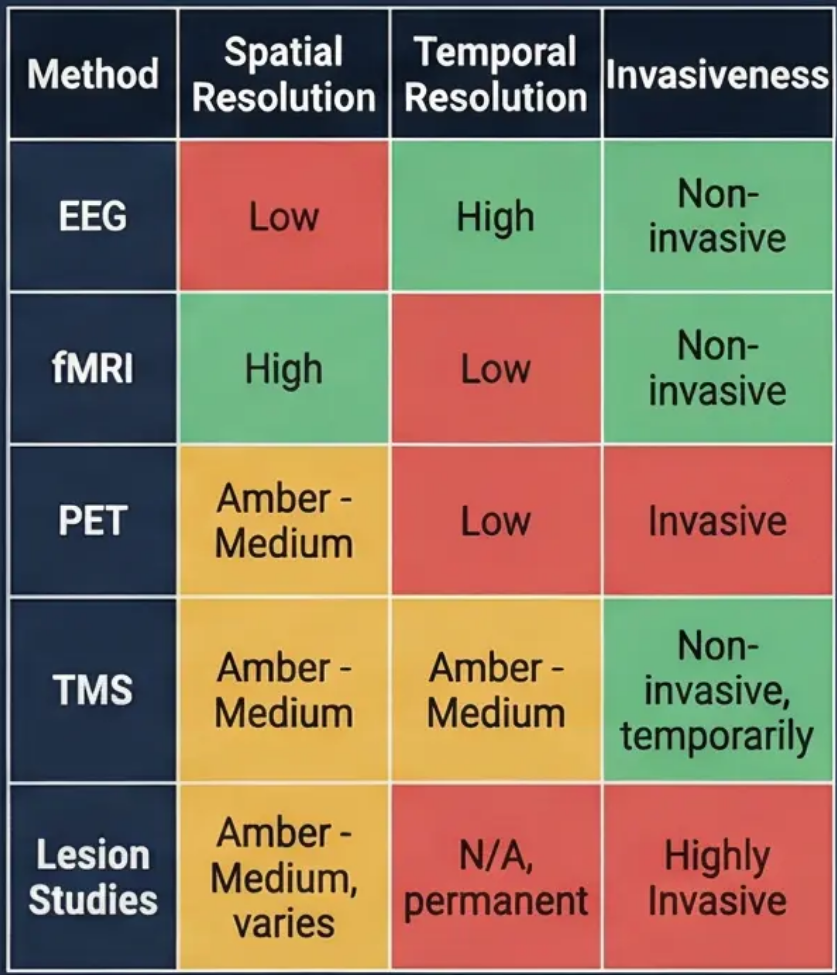 Method
Spatial
Resolution
Temporal
Resolution
Invasiveness
EEG
Low
High
Non-
invasive
fMRI
High
Low
Non-
invasive
PET
Amber -
Medium
Low
Invasive
TMS
Amber -
Medium
Amber -
Medium
Non-
invasive,
temporarily
Lesion
Studies
Amber -
Medium,
varies
N/A,
permanent
Highly
Invasive